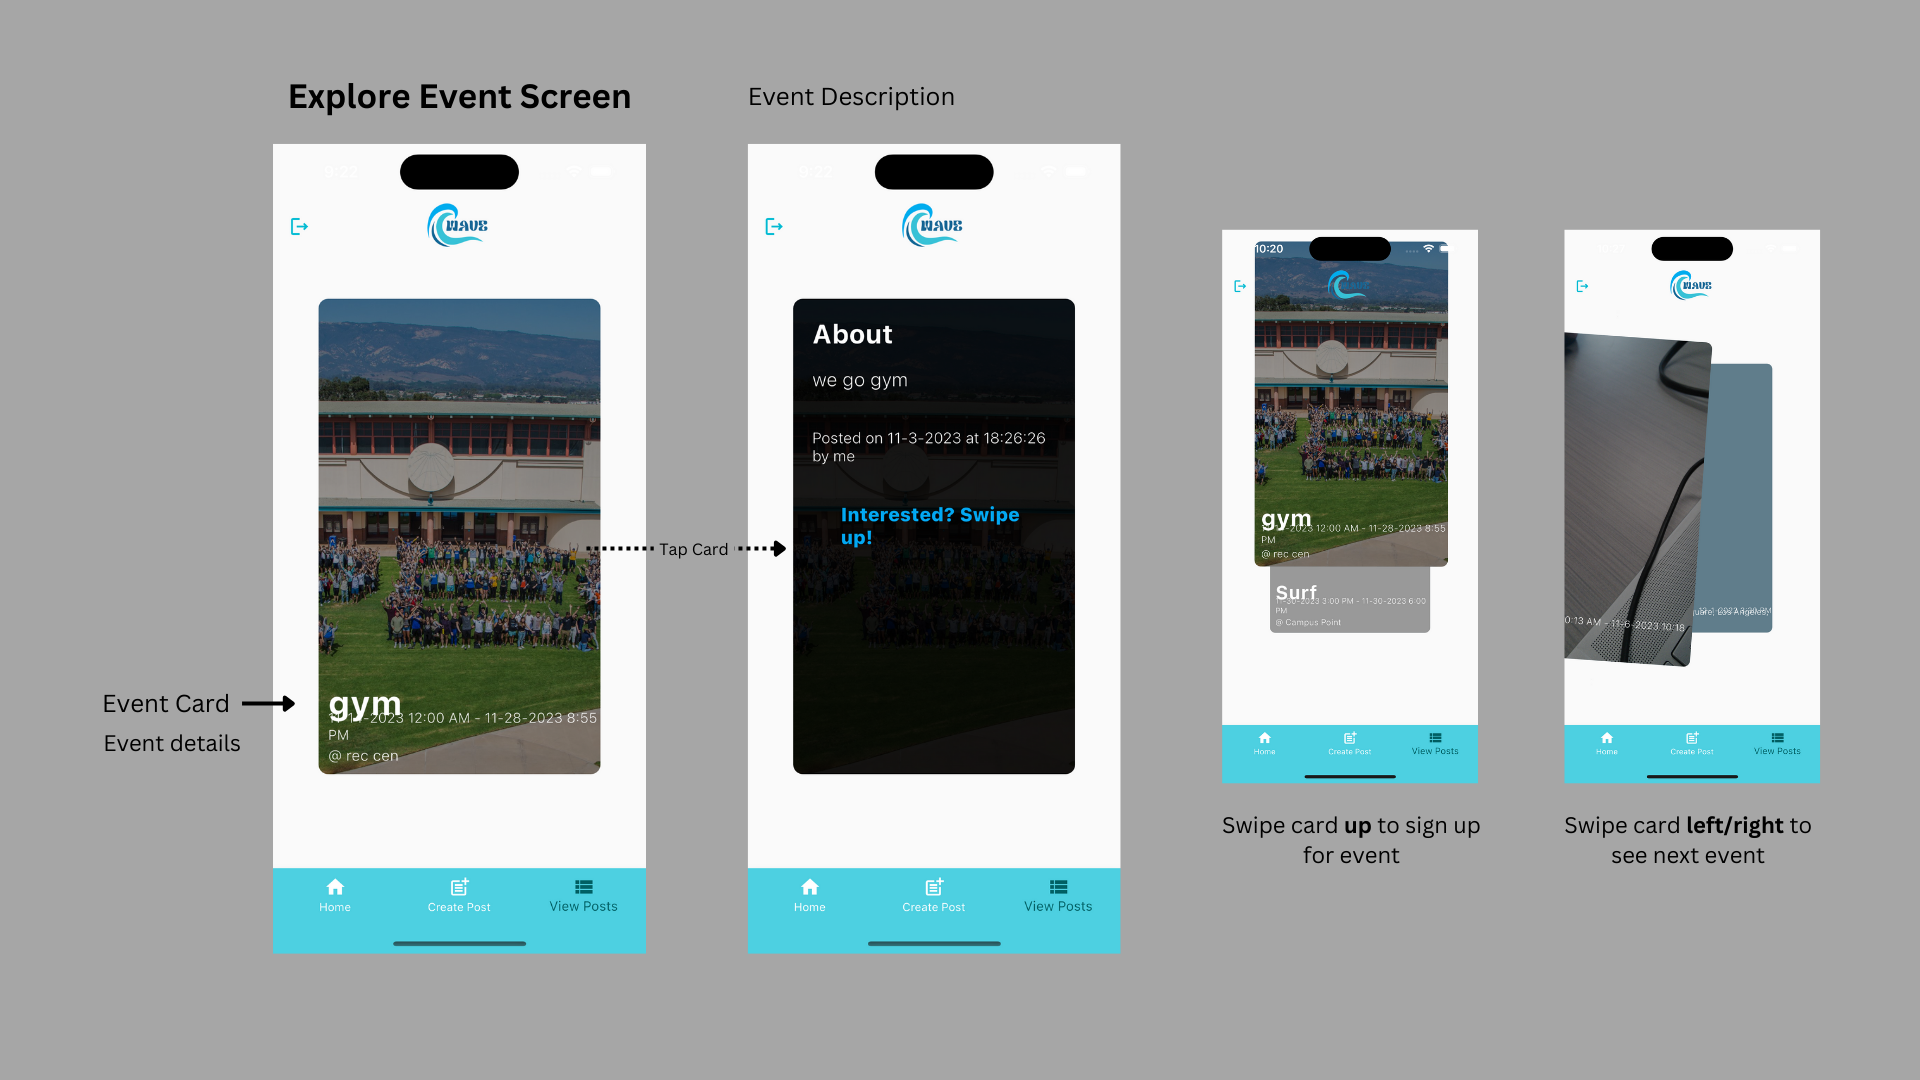 Explore Event Screen
Event Description
WAVE
gym
12:00 AM - 11-28-2023 8:55
PM
@ rec cen
Home
Create Post
View Posts
Event Card
Event details
Tap Card
WAVE
About
we go gym
Posted on 11-3-2023 at 18:26:26
by me
Interested? Swipe
up!
Home
Create Post
View Posts
10:20
WAVE
gym
12:00 AM - 11-28-2023 8:55
PM
@ rec cen
Surf
11-30-2023 3:00 PM - 11-30-2023 6:00
PM
@ Campus Point
Home
Create Post
View Posts
Swipe card up to sign up
for event
WAVE
0:13 AM - 11-6-2023 10:18
Home
Create Post
View Posts
Swipe card left/right to
see next event